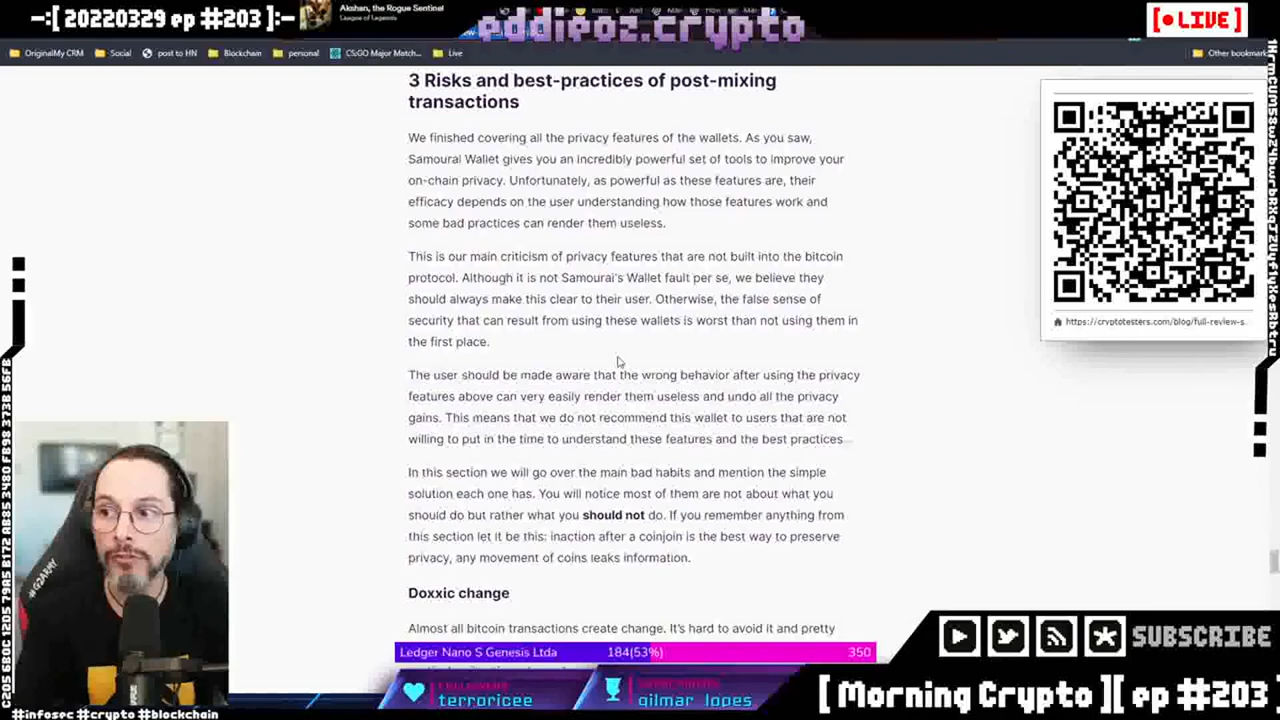 -:[ 20220329 ep #203 ]:-
Akshan, the Rogue Sentinel
League of Legends
eddieoz.crypto
[ LIVE ]
OriginalMy CRM
Social
post to HN
Blockchain
personal
CS:GO Major Match...
Live
Other bookmark
3 Risks and best-practices of post-mixing
transactions
We finished covering all the privacy features of the wallets. As you saw,
Samourai Wallet gives you an incredibly powerful set of tools to improve your
on-chain privacy. Unfortunately, as powerful as these features are, their
efficacy depends on the user understanding how those features work and
some bad practices can render them useless.
This is our main criticism of privacy features that are not built into the bitcoin
protocol. Although it is not Samourai's Wallet fault per se, we believe they
should always make this clear to their user. Otherwise, the false sense of
security that can result from using these wallets is worst than not using them in
the first place.
The user should be made aware that the wrong behavior after using the privacy
features above can very easily render them useless and undo all the privacy
gains. This means that we do not recommend this wallet to users that are not
willing to put in the time to understand these features and the best practices
In this section we will go over the main bad habits and mention the simple
solution each one has. You will notice most of them are not about what you
should do but rather what you should not do. If you remember anything from
this section let it be this: inaction after a coinjoin is the best way to preserve
privacy, any movement of coins leaks information.
Doxxic change
Almost all bitcoin transactions create change. It's hard to avoid it and pretty
https://cryptotesters.com/blog/full-review-s...
#GOARMY
Ledger Nano S Genesis Ltda
184(53%)
350
terroricee
gilmar_lopes
SUBSCRIBE
[ Morning Crypto ][ ep #203 ]
#infosec #crypto #blockchain